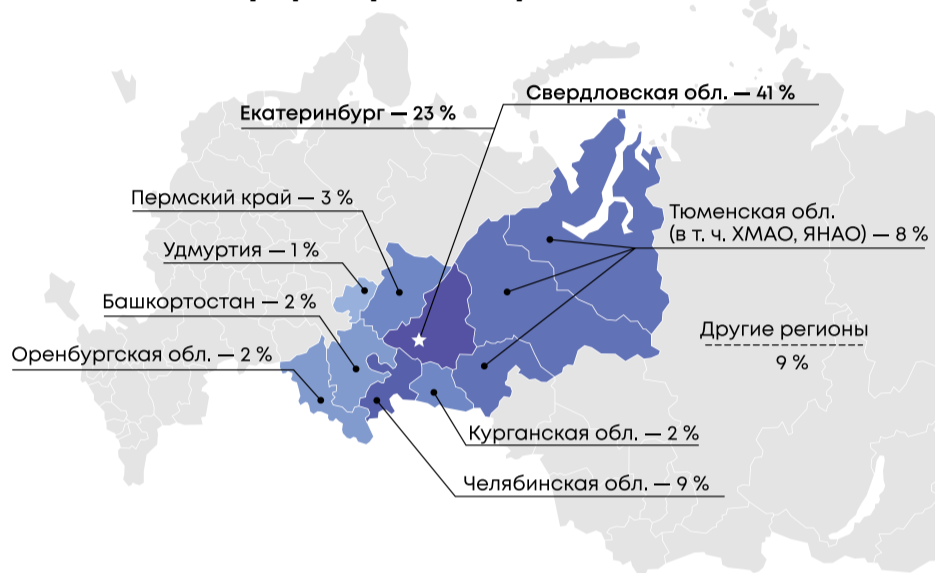 Свердловская обл. — 41 %
Екатеринбург — 23 %
Пермский край — 3 %
Тюменская обл.
(в т. ч. ХМАО, ЯНАО) — 8 %
Удмуртия — 1 %
Башкортостан — 2 %
Другие регионы
9 %
Оренбургская обл. — 2 %
Курганская обл. — 2 %
Челябинская обл. — 9 %